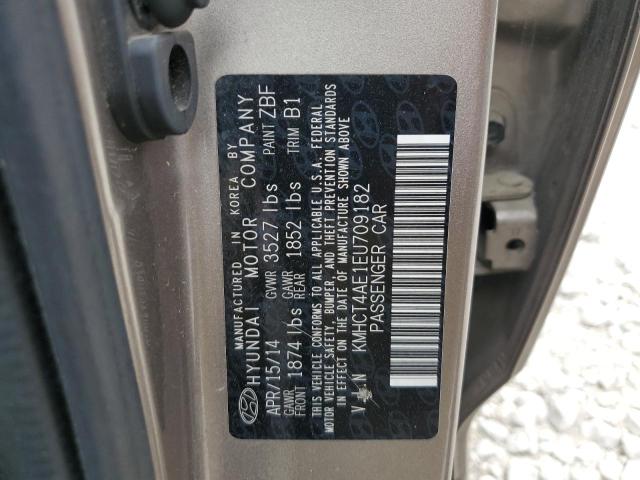 MANUFACTURED IN KOREA BY
HYUNDAI MOTOR COMPANY
APR/15/14 GVWR 3527 lbs PAINT ZBF
GAWR FRONT 1874 lbs GAWR REAR 1852 lbs TRIM B1
THIS VEHICLE CONFORMS TO ALL APPLICABLE U.S.A. FEDERAL
MOTOR VEHICLE SAFETY, BUMPER, AND THEFT PREVENTION STANDARDS
IN EFFECT ON THE DATE OF MANUFACTURE SHOWN ABOVE
V.I.N KMHCT4AE1EU709182
PASSENGER CAR